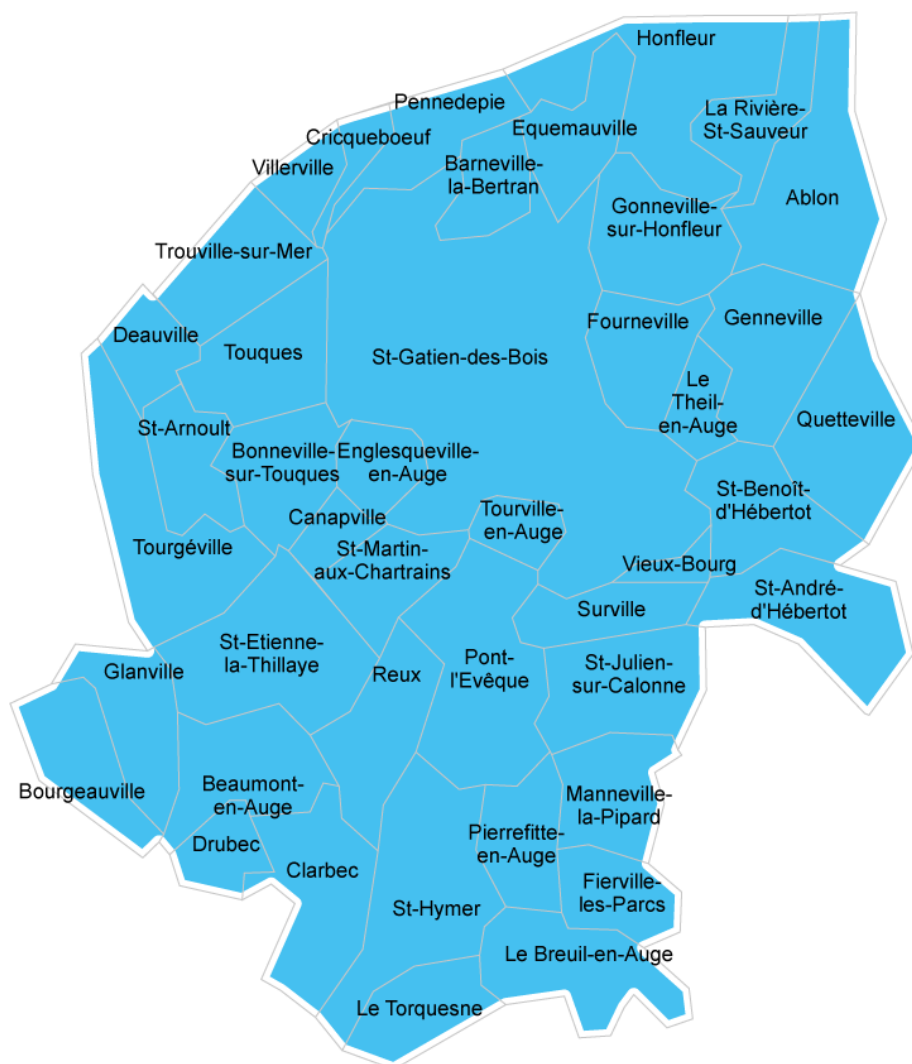 Honfleur
Pennedepie
La Rivière-
St-Sauveur
Equemauville
Cricqueboeuf
Villerville
Barneville-
la-Bertran
Ablon
Gonneville-
sur-Honfleur
Trouville-sur-Mer
Deauville
Fourneville
Genneville
Touques
St-Gatien-des-Bois
Le
Theil-
en-Auge
St-Arnoult
Quetteville
Bonneville-
sur-Touques
Englesqueville-
en-Auge
St-Benoît-
d'Hébertot
Canapville
Tourville-
en-Auge
Tourgéville
St-Martin-
aux-Chartrains
Vieux-Bourg
St-André-
d'Hébertot
Surville
St-Etienne-
la-Thillaye
Glanville
Reux
Pont-
l'Evêque
St-Julien-
sur-Calonne
Bourgeauville
Beaumont-
en-Auge
Manneville-
la-Pipard
Drubec
Pierrefitte-
en-Auge
Clarbec
Fierville-
les-Parcs
St-Hymer
Le Breuil-en-Auge
Le Torquesne